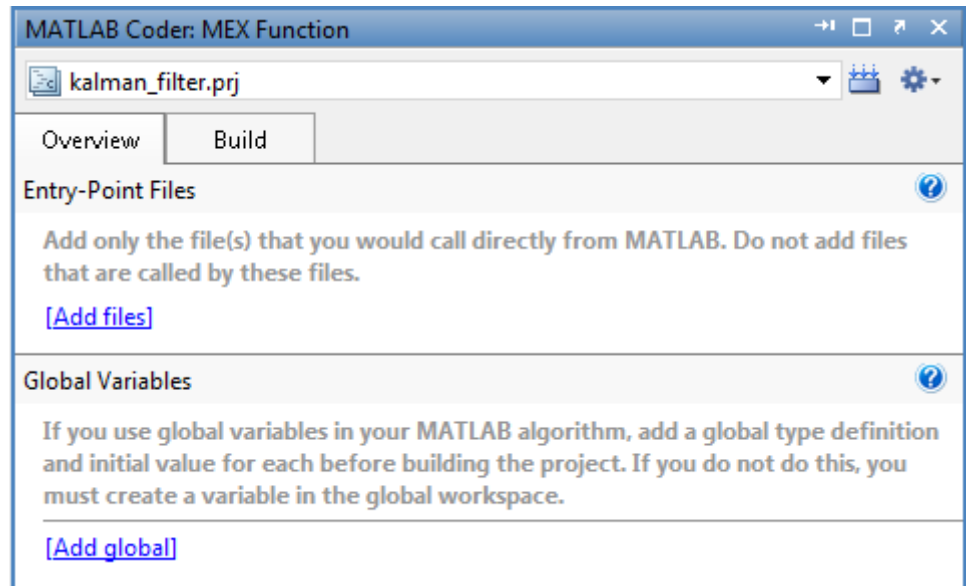 MATLAB Coder: MEX Function
kalman_filter.prj
Overview Build
Entry-Point Files
Add only the file(s) that you would call directly from MATLAB. Do not add files
that are called by these files.
[Add files]
Global Variables
If you use global variables in your MATLAB algorithm, add a global type definition
and initial value for each before building the project. If you do not do this, you
must create a variable in the global workspace.
[Add global]